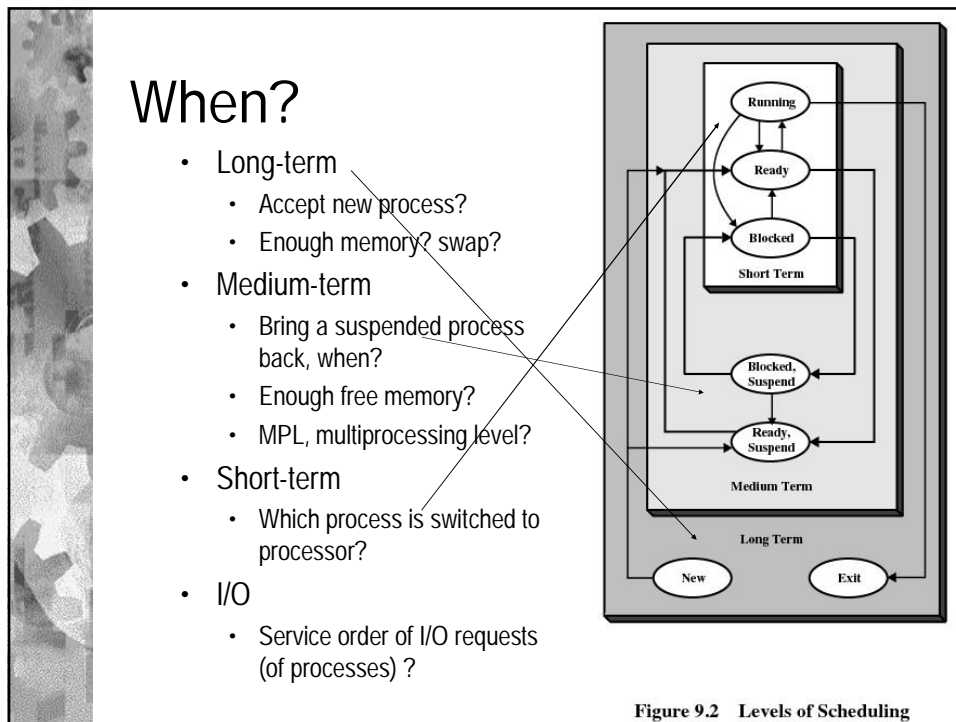 When?
• Long-term
• Accept new process?
• Enough memory? swap?
• Medium-term
• Bring a suspended process
back, when?
• Enough free memory?
• MPL, multiprocessing level?
• Short-term
• Which process is switched to
processor?
• I/O
• Service order of I/O requests
(of processes) ?
Running
Ready
Blocked
Short Term
Blocked,
Suspend
Ready,
Suspend
Medium Term
Long Term
New
Exit
Figure 9.2 Levels of Scheduling